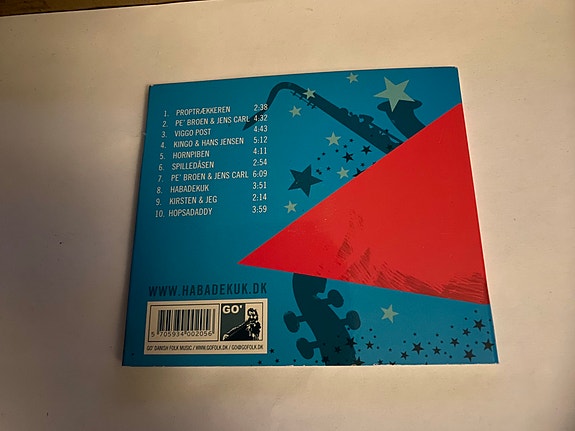 1. PROPTRÆKKEREN 2:38
2. PE' BROEN & JENS CARL 4:32
3. VIGGO POST 4:43
4. KINGO & HANS JENSEN 5:12
5. HORNPIBEN 4:11
6. SPILLEDÅSEN 2:54
7. PE' BROEN & JENS CARL 6:09
8. HABADEKUK 3:51
9. KIRSTEN & JEG 2:14
10. HOPSADADDY 3:59
WWW.HABADEKUK.DK
GO'
5 705934 002056
GO' DANISH FOLK MUSIC / WWW.GOFOLK.DK / GO@GOFOLK.DK